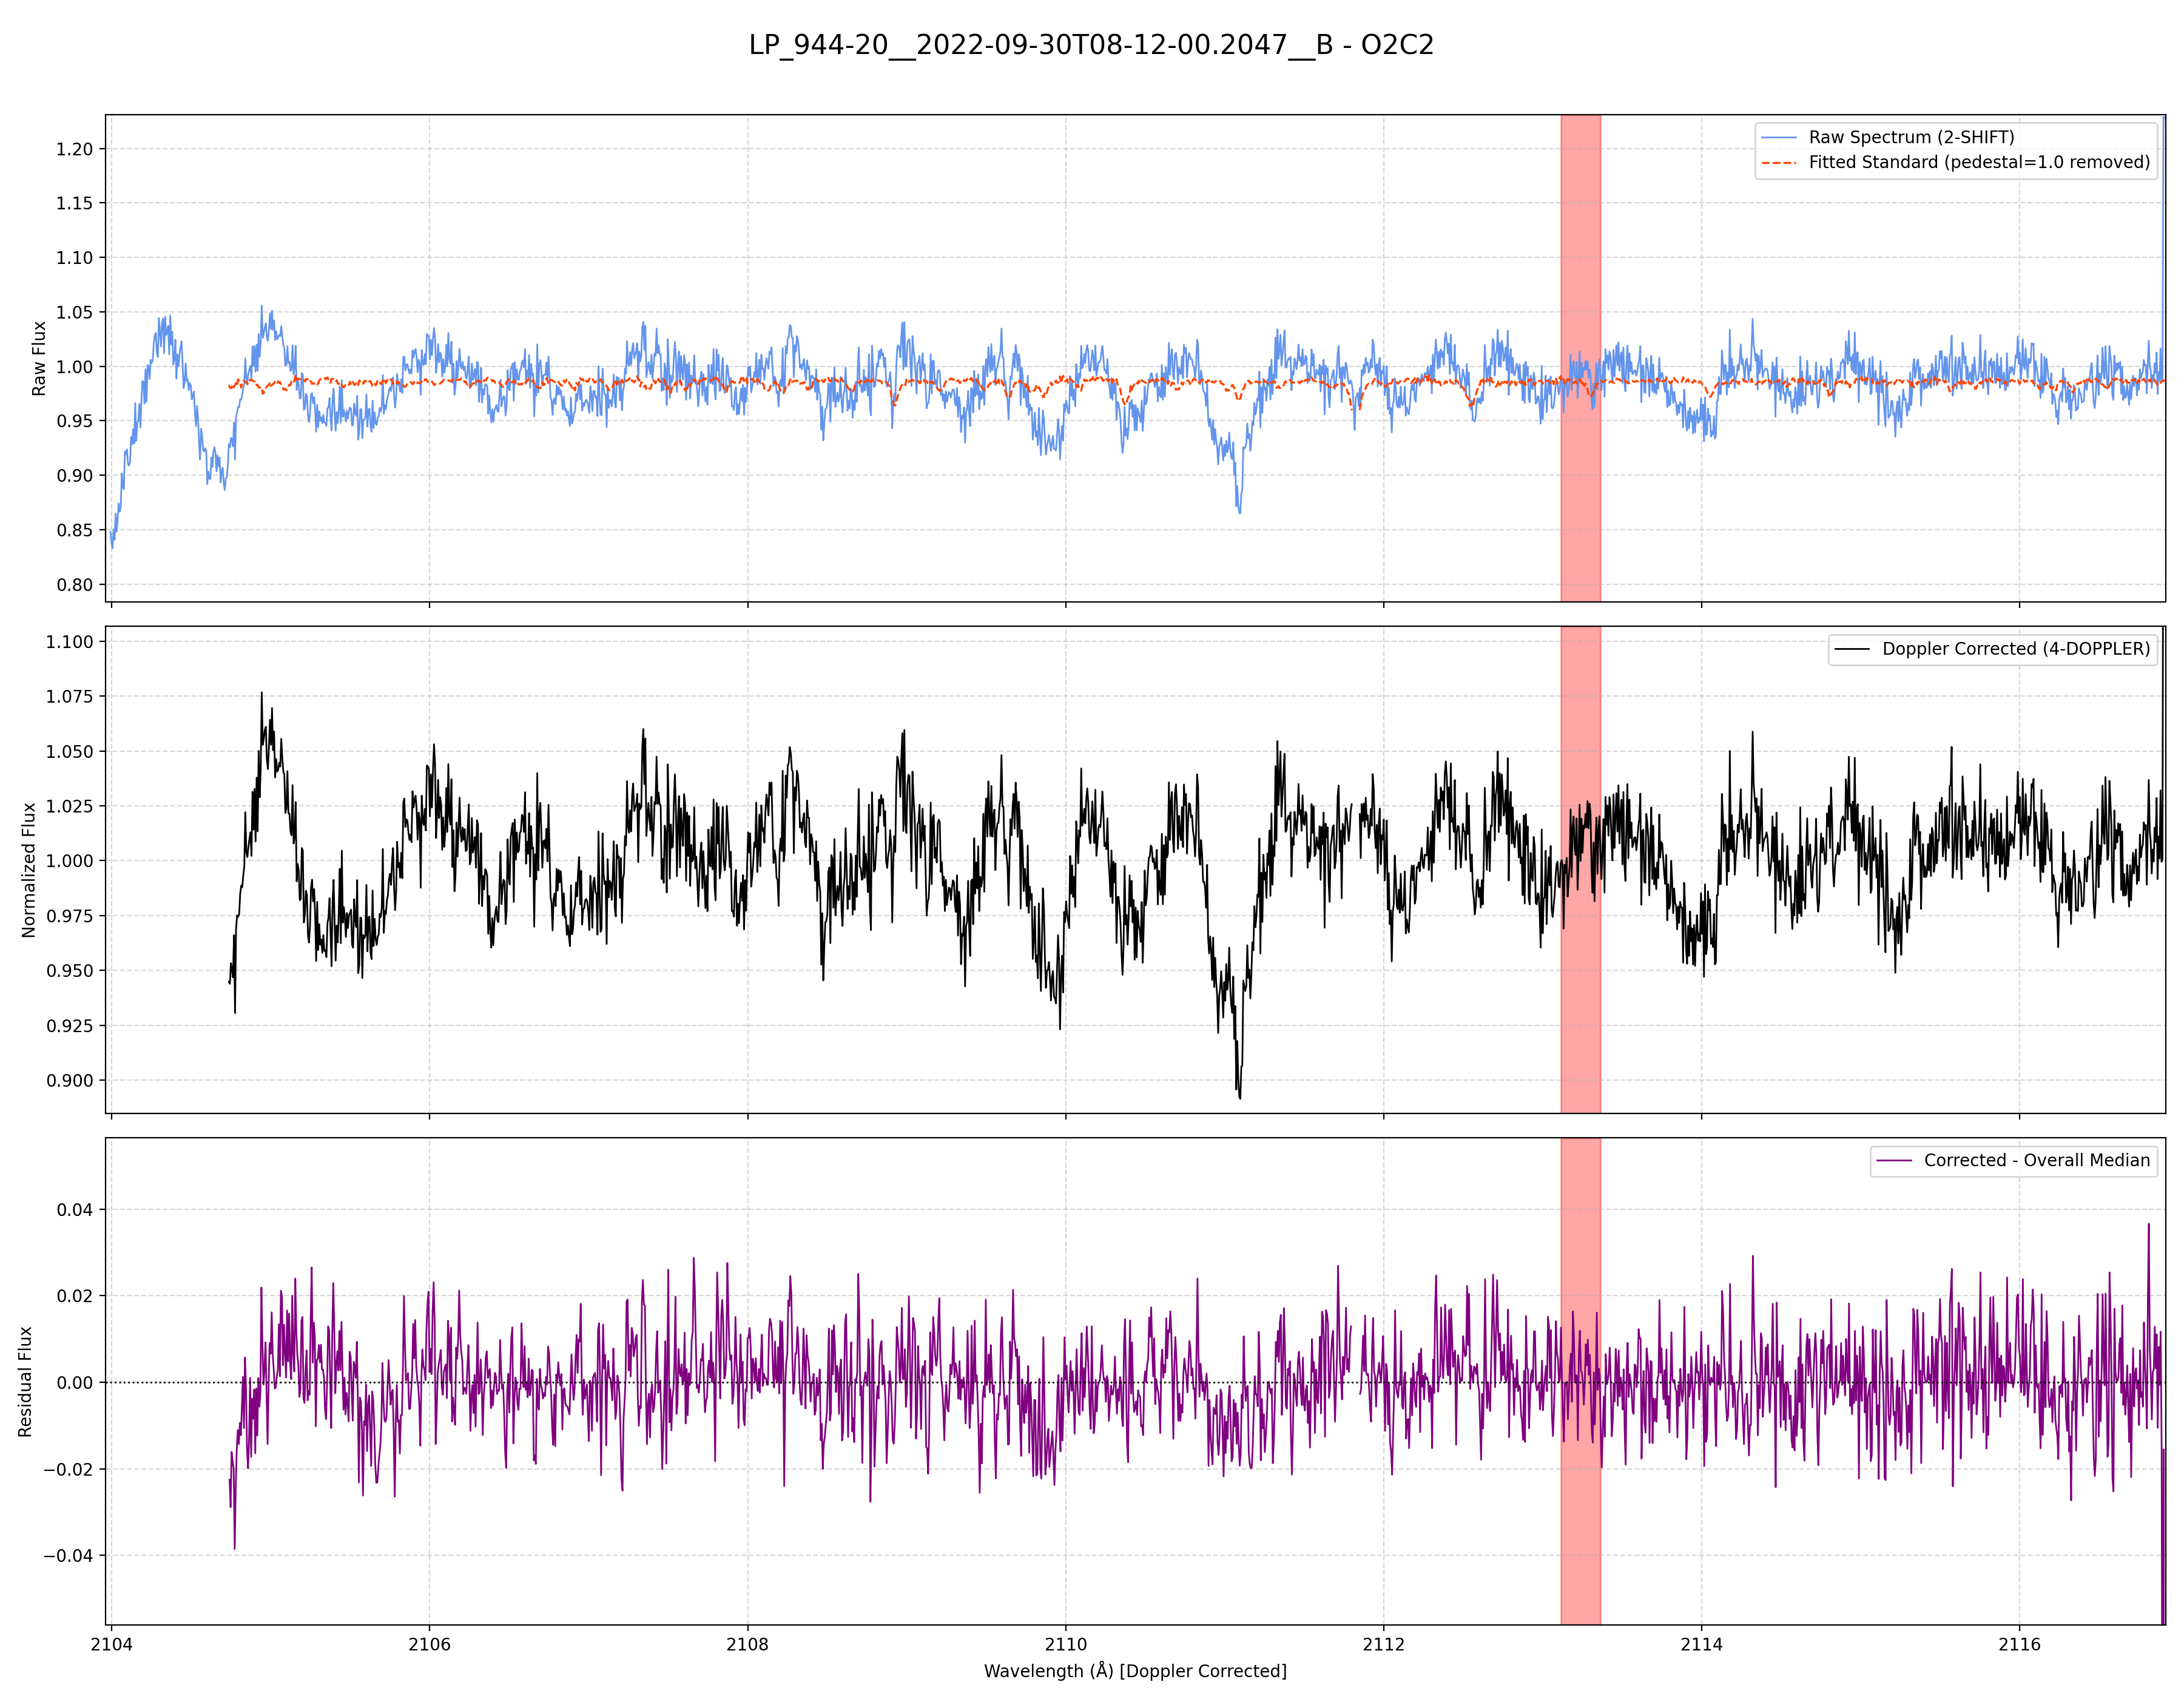 LP_944-20__2022-09-30T08-12-00.2047__B - O2C2
Raw Flux
1.20
1.15
1.10
1.05
1.00
0.95
0.90
0.85
0.80
Raw Spectrum (2-SHIFT)
Fitted Standard (pedestal=1.0 removed)
Normalized Flux
1.100
1.075
1.050
1.025
1.000
0.975
0.950
0.925
0.900
Doppler Corrected (4-DOPPLER)
Residual Flux
0.04
0.02
0.00
−0.02
−0.04
Corrected - Overall Median
2104 2106 2108 2110 2112 2114 2116
Wavelength (Å) [Doppler Corrected]